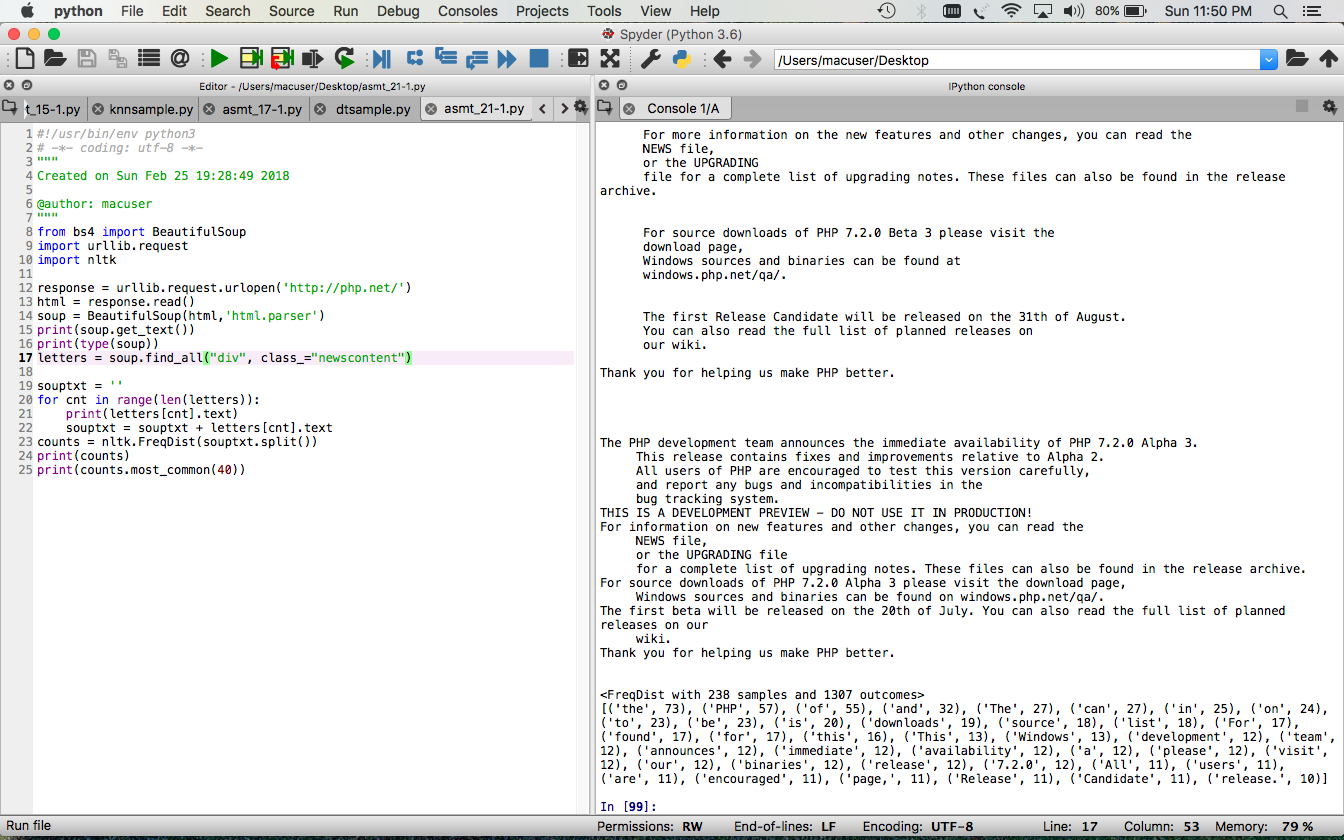 python File Edit Search Source Run Debug Consoles Projects Tools View Help 80% Sun 11:50 PM
Spyder (Python 3.6)
/Users/macuser/Desktop
Editor - /Users/macuser/Desktop/asmt_21-1.py
t_15-1.py knnsample.py asmt_17-1.py dtsample.py asmt_21-1.py
1 #!/usr/bin/env python3
2 # -*- coding: utf-8 -*-
3 """
4 Created on Sun Feb 25 19:28:49 2018
5
6 @author: macuser
7 """
8 from bs4 import BeautifulSoup
9 import urllib.request
10 import nltk
11
12 response = urllib.request.urlopen('http://php.net/')
13 html = response.read()
14 soup = BeautifulSoup(html,'html.parser')
15 print(soup.get_text())
16 print(type(soup))
17 letters = soup.find_all("div", class_="newscontent")
18
19 souptxt = ''
20 for cnt in range(len(letters)):
21 print(letters[cnt].text)
22 souptxt = souptxt + letters[cnt].text
23 counts = nltk.FreqDist(souptxt.split())
24 print(counts)
25 print(counts.most_common(40))
IPython console
Console 1/A
For more information on the new features and other changes, you can read the
NEWS file,
or the UPGRADING
file for a complete list of upgrading notes. These files can also be found in the release
archive.
For source downloads of PHP 7.2.0 Beta 3 please visit the
download page,
Windows sources and binaries can be found at
windows.php.net/qa/.
The first Release Candidate will be released on the 31th of August.
You can also read the full list of planned releases on
our wiki.
Thank you for helping us make PHP better.
The PHP development team announces the immediate availability of PHP 7.2.0 Alpha 3.
This release contains fixes and improvements relative to Alpha 2.
All users of PHP are encouraged to test this version carefully,
and report any bugs and incompatibilities in the
bug tracking system.
THIS IS A DEVELOPMENT PREVIEW - DO NOT USE IT IN PRODUCTION!
For information on new features and other changes, you can read the
NEWS file,
or the UPGRADING file
for a complete list of upgrading notes. These files can also be found in the release archive.
For source downloads of PHP 7.2.0 Alpha 3 please visit the download page,
Windows sources and binaries can be found on windows.php.net/qa/.
The first beta will be released on the 20th of July. You can also read the full list of planned
releases on our
wiki.
Thank you for helping us make PHP better.
<FreqDist with 238 samples and 1307 outcomes>
[('the', 73), ('PHP', 57), ('of', 55), ('and', 32), ('The', 27), ('can', 27), ('in', 25), ('on', 24),
('to', 23), ('be', 23), ('is', 20), ('downloads', 19), ('source', 18), ('list', 18), ('For', 17),
('found', 17), ('for', 17), ('this', 16), ('This', 13), ('Windows', 13), ('development', 12), ('team',
12), ('announces', 12), ('immediate', 12), ('availability', 12), ('a', 12), ('please', 12), ('visit',
12), ('our', 12), ('binaries', 12), ('release', 12), ('7.2.0', 12), ('All', 11), ('users', 11),
('are', 11), ('encouraged', 11), ('page,', 11), ('Release', 11), ('Candidate', 11), ('release.', 10)]
In [99]:
Run file Permissions: RW End-of-lines: LF Encoding: UTF-8 Line: 17 Column: 53 Memory: 79 %